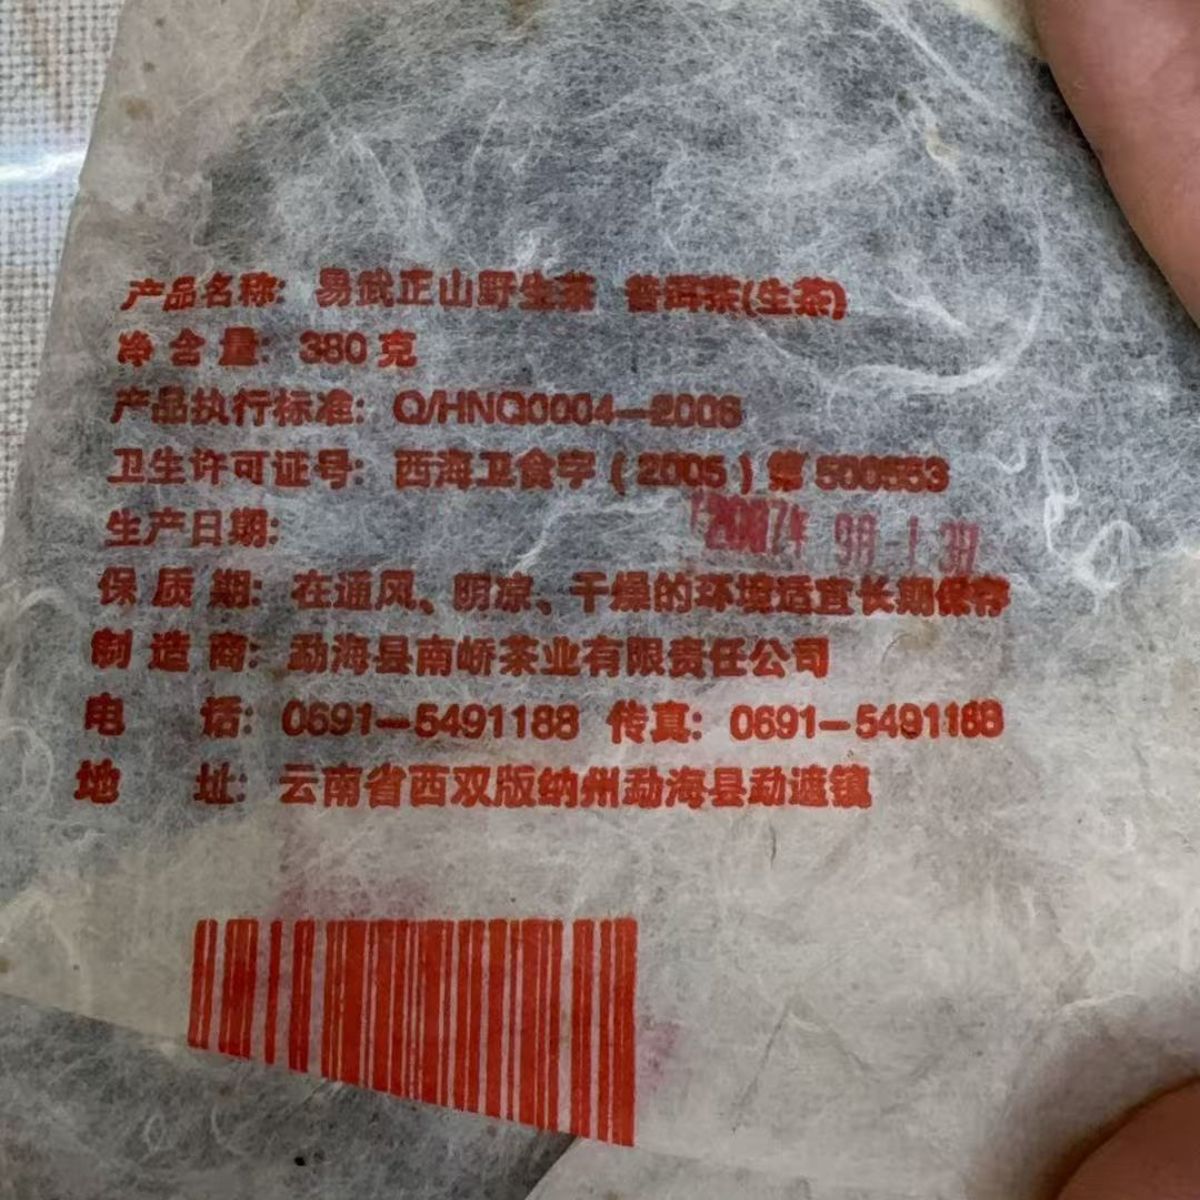 产品名称: 易武正山野生茶 普洱茶(生茶)
净含量: 380克
产品执行标准: Q/HNQ0004—2006
卫生许可证号: 西海卫食字(2005)第500553
生产日期: 2007年
保质期: 在通风、阴凉、干燥的环境适宜长期保存
制造商: 勐海县南峤茶业有限责任公司
电话: 0691—5491188 传真: 0691—5491188
地址: 云南省西双版纳州勐海县勐遮镇